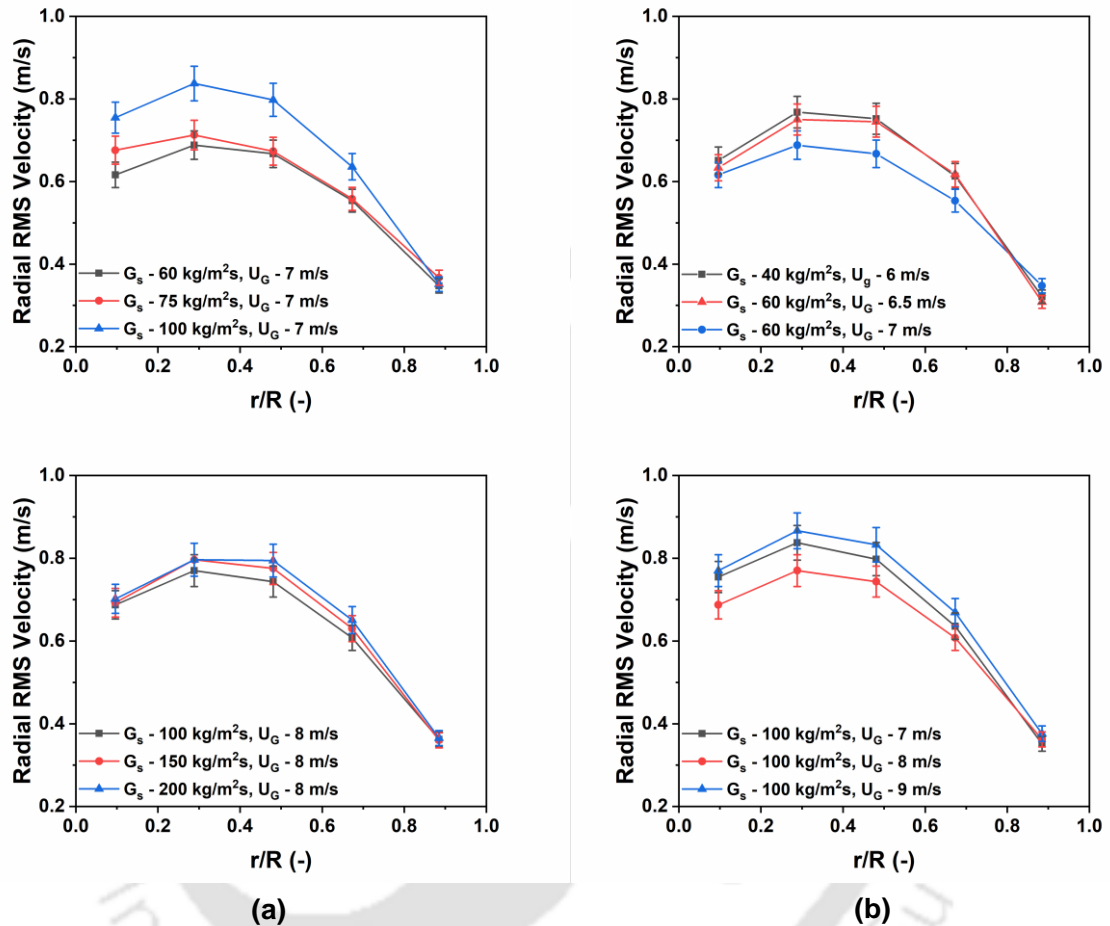 Radial RMS Velocity (m/s)
1.0
0.8
0.6
0.4
0.2
G_s - 60 kg/m²s, U_G - 7 m/s
G_s - 75 kg/m²s, U_G - 7 m/s
G_s - 100 kg/m²s, U_G - 7 m/s
0.0 0.2 0.4 0.6 0.8 1.0
r/R (-)
Radial RMS Velocity (m/s)
1.0
0.8
0.6
0.4
0.2
G_s - 40 kg/m²s, U_g - 6 m/s
G_s - 60 kg/m²s, U_G - 6.5 m/s
G_s - 60 kg/m²s, U_G - 7 m/s
0.0 0.2 0.4 0.6 0.8 1.0
r/R (-)
Radial RMS Velocity (m/s)
1.0
0.8
0.6
0.4
0.2
G_s - 100 kg/m²s, U_G - 8 m/s
G_s - 150 kg/m²s, U_G - 8 m/s
G_s - 200 kg/m²s, U_G - 8 m/s
0.0 0.2 0.4 0.6 0.8 1.0
r/R (-)
Radial RMS Velocity (m/s)
1.0
0.8
0.6
0.4
0.2
G_s - 100 kg/m²s, U_G - 7 m/s
G_s - 100 kg/m²s, U_G - 8 m/s
G_s - 100 kg/m²s, U_G - 9 m/s
0.0 0.2 0.4 0.6 0.8 1.0
r/R (-)
(a)
(b)